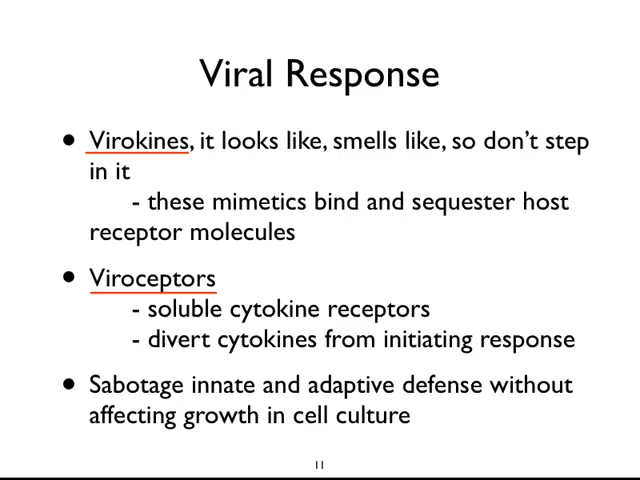 Viral Response
• Virokines, it looks like, smells like, so don't step
in it
- these mimetics bind and sequester host
receptor molecules
• Viroceptors
- soluble cytokine receptors
- divert cytokines from initiating response
• Sabotage innate and adaptive defense without
affecting growth in cell culture
11